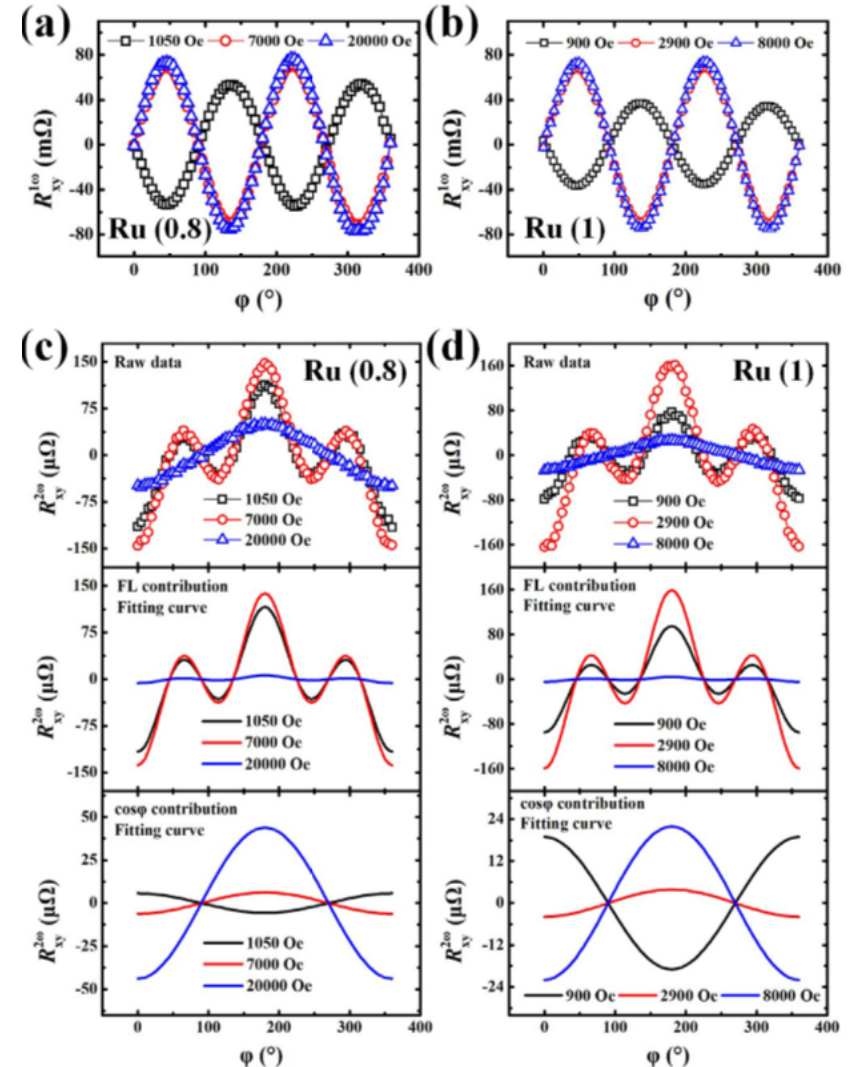 (a)
1050 Oe 7000 Oe 20000 Oe
80
40
0
-40
-80
R_xy^1ω (mΩ)
Ru (0.8)
0 100 200 300 400
φ (°)
(b)
900 Oe 2900 Oe 8000 Oe
80
40
0
-40
-80
R_xy^1ω (mΩ)
Ru (1)
0 100 200 300 400
φ (°)
(c)
Raw data
Ru (0.8)
150
75
0
-75
-150
R_xy^2ω (μΩ)
1050 Oe
7000 Oe
20000 Oe
FL contribution
Fitting curve
150
75
0
-75
-150
R_xy^2ω (μΩ)
1050 Oe
7000 Oe
20000 Oe
cosφ contribution
Fitting curve
50
25
0
-25
-50
R_xy^2ω (μΩ)
1050 Oe
7000 Oe
20000 Oe
0 100 200 300 400
φ (°)
(d)
Raw data
Ru (1)
160
80
0
-80
-160
R_xy^2ω (μΩ)
900 Oe
2900 Oe
8000 Oe
FL contribution
Fitting curve
160
80
0
-80
-160
R_xy^2ω (μΩ)
900 Oe
2900 Oe
8000 Oe
cosφ contribution
Fitting curve
24
12
0
-12
-24
R_xy^2ω (μΩ)
900 Oe 2900 Oe 8000 Oe
0 100 200 300 400
φ (°)